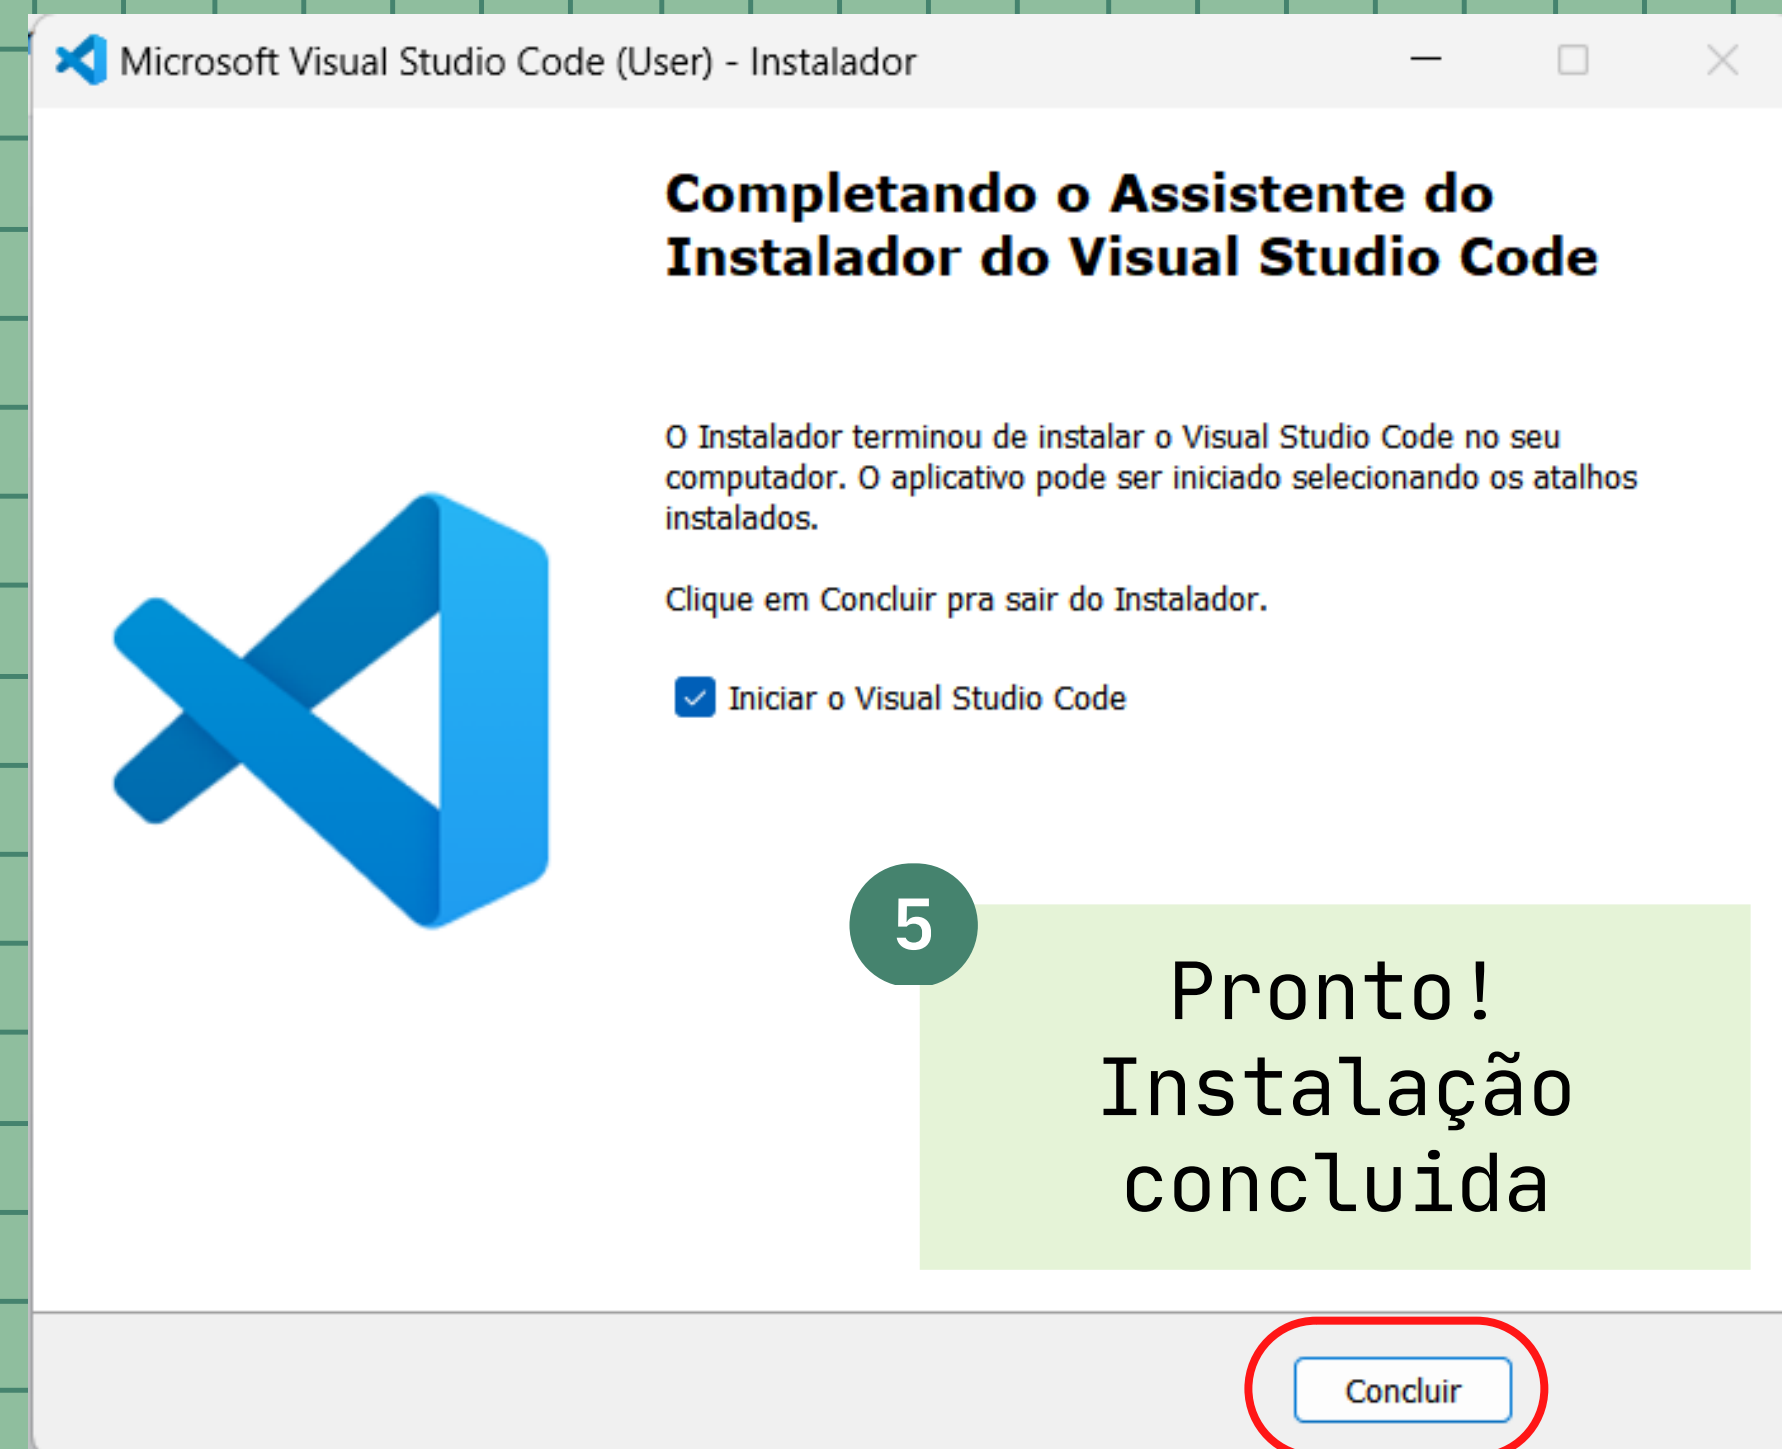 Microsoft Visual Studio Code (User) - Instalador
Completando o Assistente do
Instalador do Visual Studio Code
O Instalador terminou de instalar o Visual Studio Code no seu
computador. O aplicativo pode ser iniciado selecionando os atalhos
instalados.
Clique em Concluir pra sair do Instalador.
Iniciar o Visual Studio Code
5
Pronto!
Instalação
concluida
Concluir